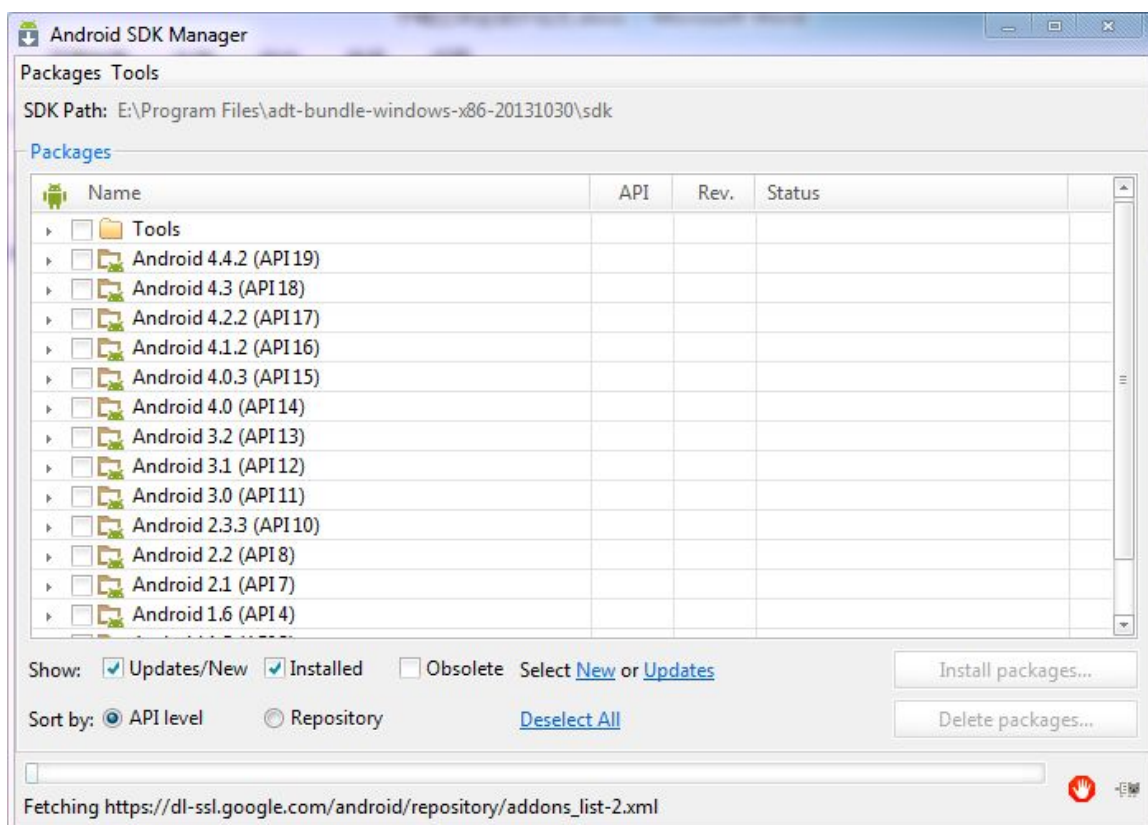 Android SDK Manager
Packages Tools
SDK Path: E:\Program Files\adt-bundle-windows-x86-20131030\sdk
Packages
Name API Rev. Status
Tools
Android 4.4.2 (API 19)
Android 4.3 (API 18)
Android 4.2.2 (API 17)
Android 4.1.2 (API 16)
Android 4.0.3 (API 15)
Android 4.0 (API 14)
Android 3.2 (API 13)
Android 3.1 (API 12)
Android 3.0 (API 11)
Android 2.3.3 (API 10)
Android 2.2 (API 8)
Android 2.1 (API 7)
Android 1.6 (API 4)
Show: Updates/New Installed Obsolete Select New or Updates Install packages...
Sort by: API level Repository Deselect All Delete packages...
Fetching https://dl-ssl.google.com/android/repository/addons_list-2.xml